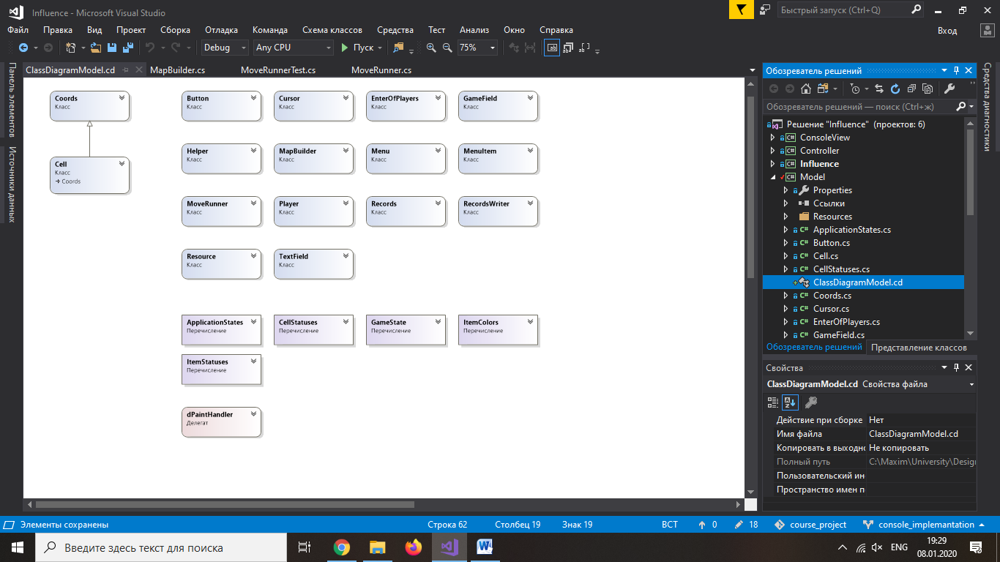 Influence - Microsoft Visual Studio
Быстрый запуск (Ctrl+Q)
Файл Правка Вид Проект Сборка Отладка Команда Схема классов Средства Тест Анализ Окно Справка Вход
Debug Any CPU Пуск 75%
Панель элементов
Источники данных
ClassDiagramModel.cd MapBuilder.cs MoveRunnerTest.cs MoveRunner.cs
Coords
Класс
Cell
Класс
Coords
Button
Класс
Cursor
Класс
EnterOfPlayers
Класс
GameField
Класс
Helper
Класс
MapBuilder
Класс
Menu
Класс
MenuItem
Класс
MoveRunner
Класс
Player
Класс
Records
Класс
RecordsWriter
Класс
Resource
Класс
TextField
Класс
ApplicationStates
Перечисление
CellStatuses
Перечисление
GameState
Перечисление
ItemColors
Перечисление
ItemStatuses
Перечисление
dPaintHandler
Делегат
Обозреватель решений
Обозреватель решений — поиск (Ctrl+ж)
Решение "Influence" (проектов: 6)
C# ConsoleView
C# Controller
C# Influence
C# Model
Properties
Ссылки
Resources
C# ApplicationStates.cs
C# Button.cs
C# Cell.cs
C# CellStatuses.cs
ClassDiagramModel.cd
C# Coords.cs
C# Cursor.cs
C# EnterOfPlayers.cs
C# GameField.cs
Обозреватель решений Представление классов
Свойства
ClassDiagramModel.cd Свойства файла
Действие при сборке Нет
Имя файла ClassDiagramModel.cd
Копировать в выходно Не копировать
Полный путь C:\Maxim\University\Desig
Пользовательский ин
Пространство имен п
Средства диагностики
Элементы сохранены Строка 62 Столбец 19 Знак 19 ВСТ 0 18 course_project console_implemantation
Введите здесь текст для поиска
ENG
19:29
08.01.2020